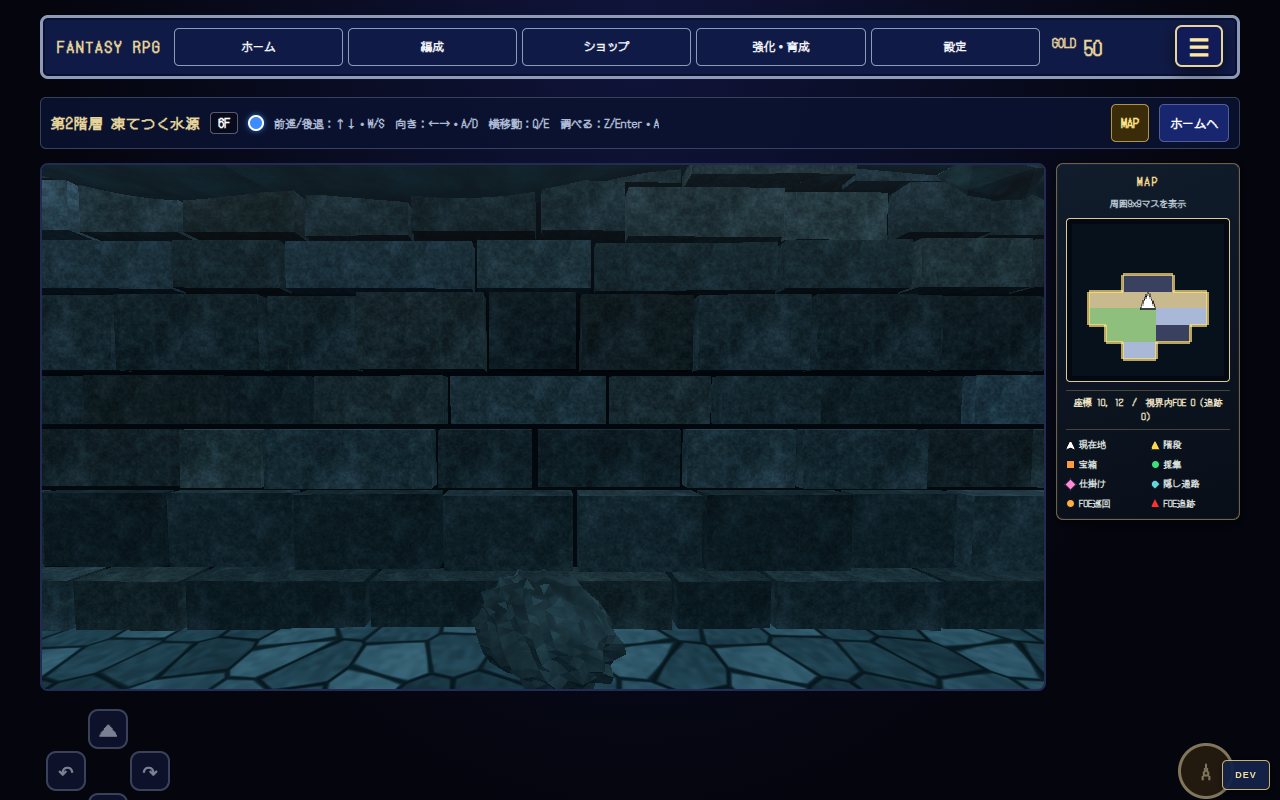 FANTASY RPG
ホーム
編成
ショップ
強化・育成
設定
GOLD 50
第2階層 凍てつく水源
6F
前進/後退：↑↓・W/S 向き：←→・A/D 横移動：Q/E 調べる：Z/Enter・A
MAP
ホームへ
MAP
周囲9x9マスを表示
座標 10, 12 / 視界内FOE 0（追跡
0）
現在地
階段
宝箱
採集
仕掛け
隠し通路
FOE巡回
FOE追跡
A
DEV